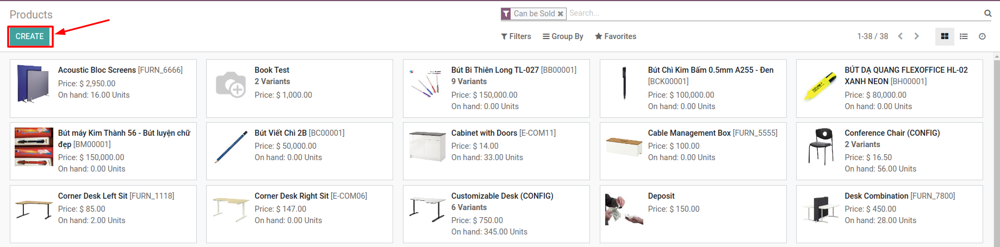 Products
Can be Sold
Search...
CREATE
Filters
Group By
Favorites
1-38 / 38
Acoustic Bloc Screens [FURN_6666]
Price: $ 2,950.00
On hand: 16.00 Units
Book Test
2 Variants
Price: $ 1,000.00
Bút Bi Thiên Long TL-027 [BB00001]
9 Variants
Price: $ 150,000.00
On hand: 0.00 Units
Bút Chì Kim Bấm 0.5mm A255 - Đen
[BCK00001]
Price: $ 100,000.00
On hand: 0.00 Units
BÚT DẠ QUANG FLEXOFFICE HL-02
XANH NEON [BH00001]
Price: $ 80,000.00
On hand: 0.00 Units
Bút máy Kim Thành 56 - Bút luyện chữ
đẹp [BM00001]
Price: $ 150,000.00
On hand: 0.00 Units
Bút Viết Chì 2B [BC00001]
Price: $ 50,000.00
On hand: 0.00 Units
Cabinet with Doors [E-COM11]
Price: $ 14.00
On hand: 33.00 Units
Cable Management Box [FURN_5555]
Price: $ 100.00
On hand: 0.00 Units
Conference Chair (CONFIG)
2 Variants
Price: $ 16.50
On hand: 56.00 Units
Corner Desk Left Sit [FURN_1118]
Price: $ 85.00
On hand: 2.00 Units
Corner Desk Right Sit [E-COM06]
Price: $ 147.00
On hand: 0.00 Units
Customizable Desk (CONFIG)
6 Variants
Price: $ 750.00
On hand: 345.00 Units
Deposit
Price: $ 150.00
Desk Combination [FURN_7800]
Price: $ 450.00
On hand: 28.00 Units